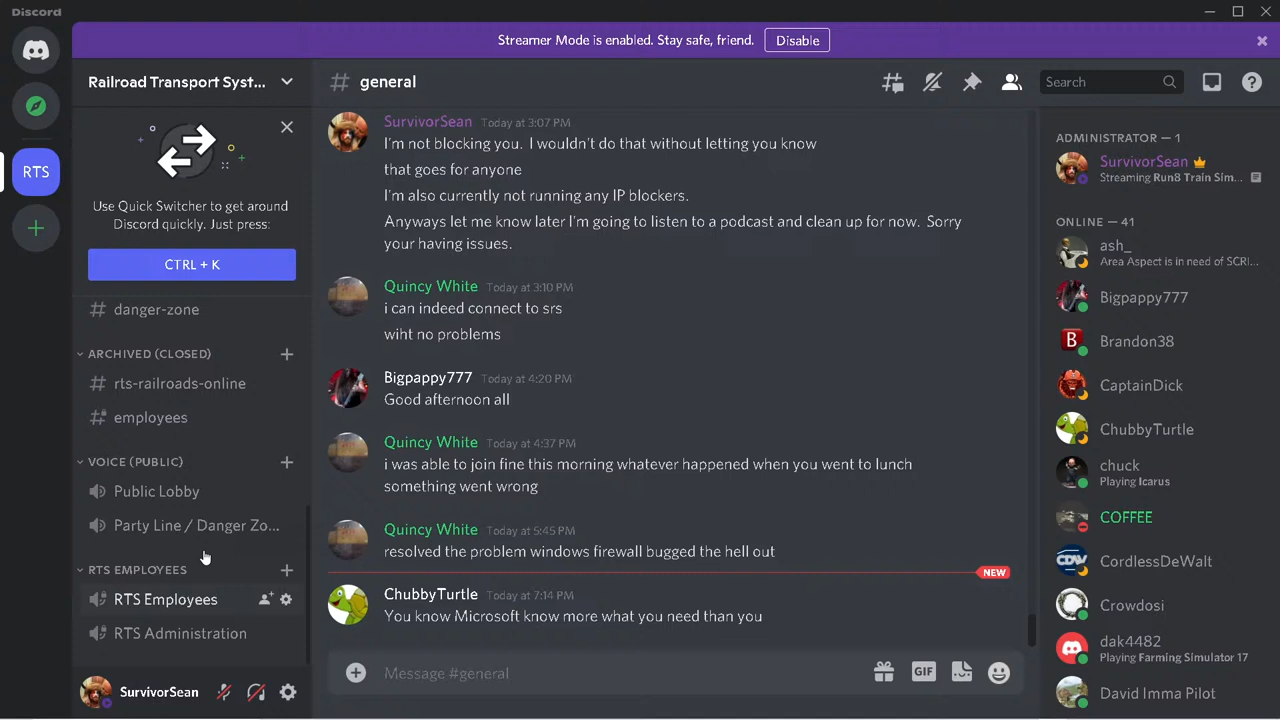 Discord
Streamer Mode is enabled. Stay safe, friend.
Disable
Railroad Transport Syst...
general
Search
Use Quick Switcher to get around
Discord quickly. Just press:
CTRL + K
danger-zone
ARCHIVED (CLOSED)
rts-railroads-online
employees
VOICE (PUBLIC)
Public Lobby
Party Line / Danger Zo...
RTS EMPLOYEES
RTS Employees
RTS Administration
SurvivorSean
RTS
SurvivorSean Today at 3:07 PM
I'm not blocking you. I wouldn't do that without letting you know
that goes for anyone
I'm also currently not running any IP blockers.
Anyways let me know later I'm going to listen to a podcast and clean up for now. Sorry
your having issues.
Quincy White Today at 3:10 PM
i can indeed connect to srs
wiht no problems
Bigpappy777 Today at 4:20 PM
Good afternoon all
Quincy White Today at 4:37 PM
i was able to join fine this morning whatever happened when you went to lunch
something went wrong
Quincy White Today at 5:45 PM
resolved the problem windows firewall bugged the hell out
NEW
ChubbyTurtle Today at 7:14 PM
You know Microsoft know more what you need than you
Message #general
GIF
ADMINISTRATOR — 1
SurvivorSean
Streaming Run8 Train Sim...
ONLINE — 41
ash_
Area Aspect is in need of SCRI...
Bigpappy777
B
Brandon38
CaptainDick
ChubbyTurtle
chuck
Playing Icarus
COFFEE
CDW
CordlessDeWalt
Crowdosi
dak4482
Playing Farming Simulator 17
David Imma Pilot